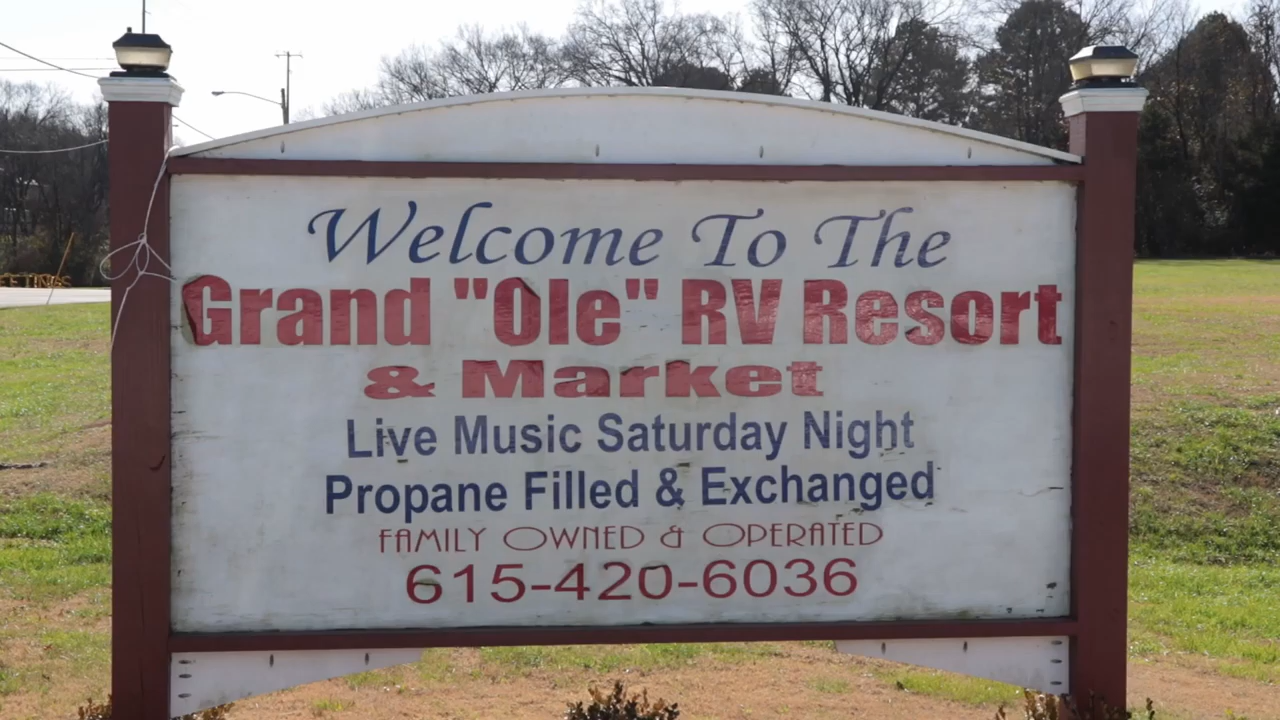 Welcome To The
Grand "Ole" RV Resort
& Market
Live Music Saturday Night
Propane Filled & Exchanged
FAMILY OWNED & OPERATED
615-420-6036